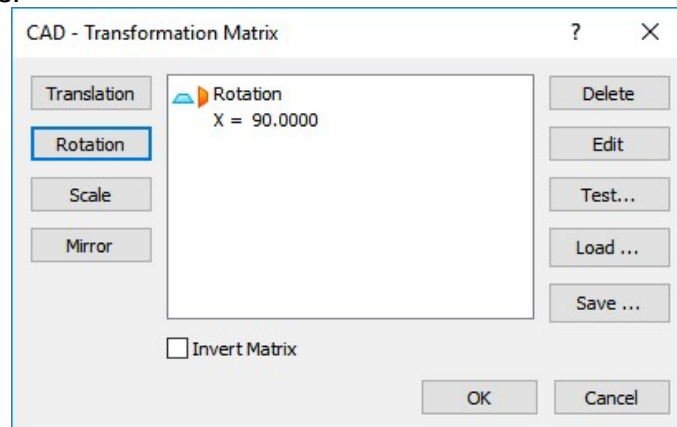 CAD - Transformation Matrix ? X
Translation
Rotation
Scale
Mirror
Rotation
X = 90.0000
Invert Matrix
Delete
Edit
Test...
Load ...
Save ...
OK
Cancel